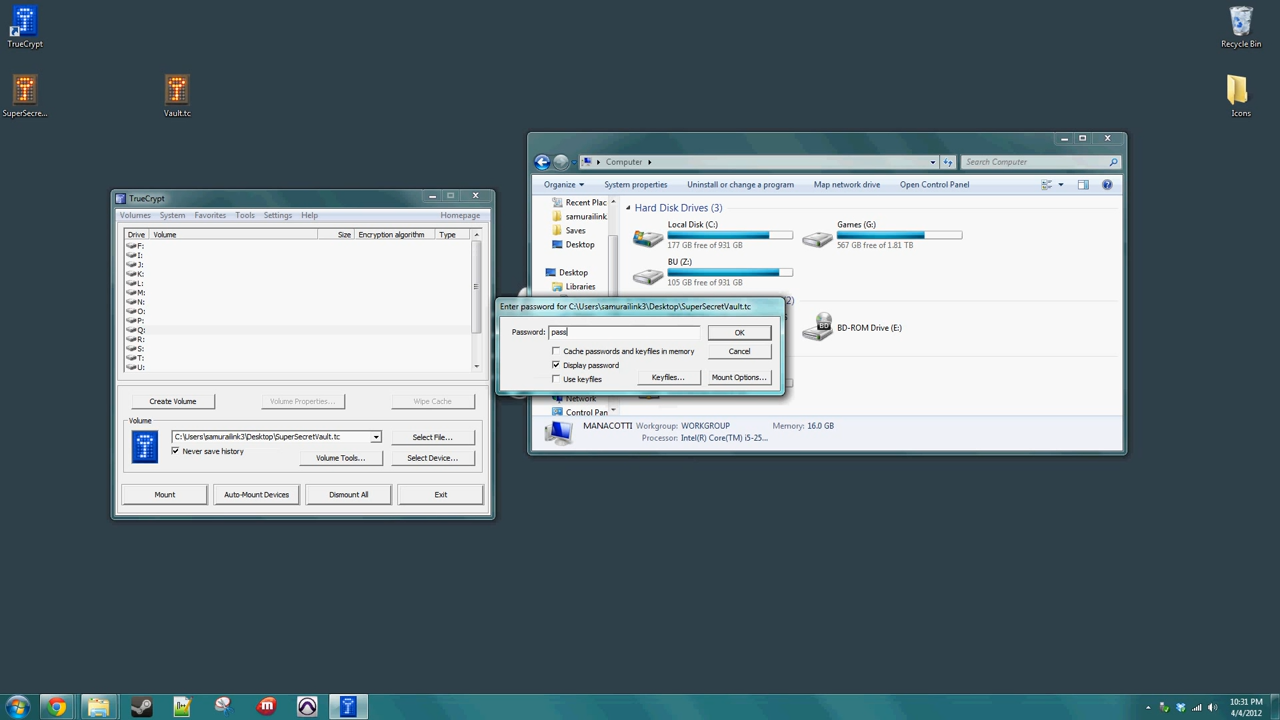 TrueCrypt
Recycle Bin
SuperSecre...
Vault.tc
Icons
Computer
Search Computer
Organize
System properties
Uninstall or change a program
Map network drive
Open Control Panel
Recent Plac
samurailink
Saves
Desktop
Desktop
Libraries
Network
Control Pan
Hard Disk Drives (3)
Local Disk (C:)
177 GB free of 931 GB
Games (G:)
567 GB free of 1.81 TB
BU (Z:)
105 GB free of 931 GB
2)
BD
BD-ROM Drive (E:)
MANACOTTI
Workgroup: WORKGROUP
Memory: 16.0 GB
Processor: Intel(R) Core(TM) i5-25...
TrueCrypt
Volumes System Favorites Tools Settings Help Homepage
Drive Volume Size Encryption algorithm Type
F:
I:
J:
K:
L:
M:
N:
O:
P:
Q:
R:
S:
T:
U:
Create Volume
Volume Properties...
Wipe Cache
Volume
C:\Users\samurailink3\Desktop\SuperSecretVault.tc
Select File...
Never save history
Volume Tools...
Select Device...
Mount
Auto-Mount Devices
Dismount All
Exit
Enter password for C:\Users\samurailink3\Desktop\SuperSecretVault.tc
Password: pass
OK
Cache passwords and keyfiles in memory
Cancel
Display password
Use keyfiles
Keyfiles...
Mount Options...
10:31 PM
4/4/2012